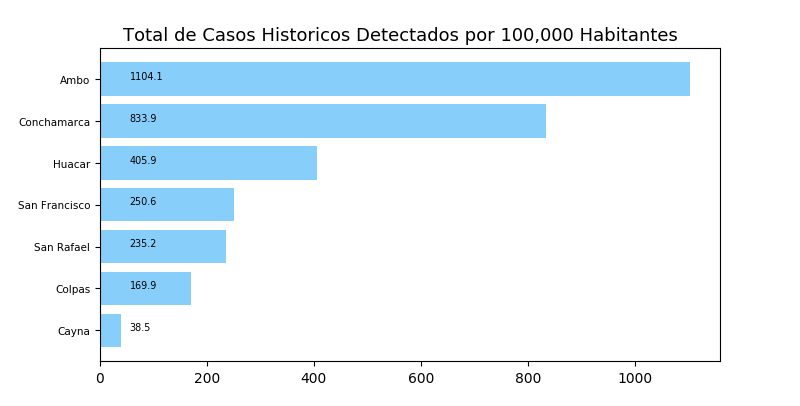 Total de Casos Historicos Detectados por 100,000 Habitantes
Ambo 1104.1
Conchamarca 833.9
Huacar 405.9
San Francisco 250.6
San Rafael 235.2
Colpas 169.9
Cayna 38.5
0 200 400 600 800 1000